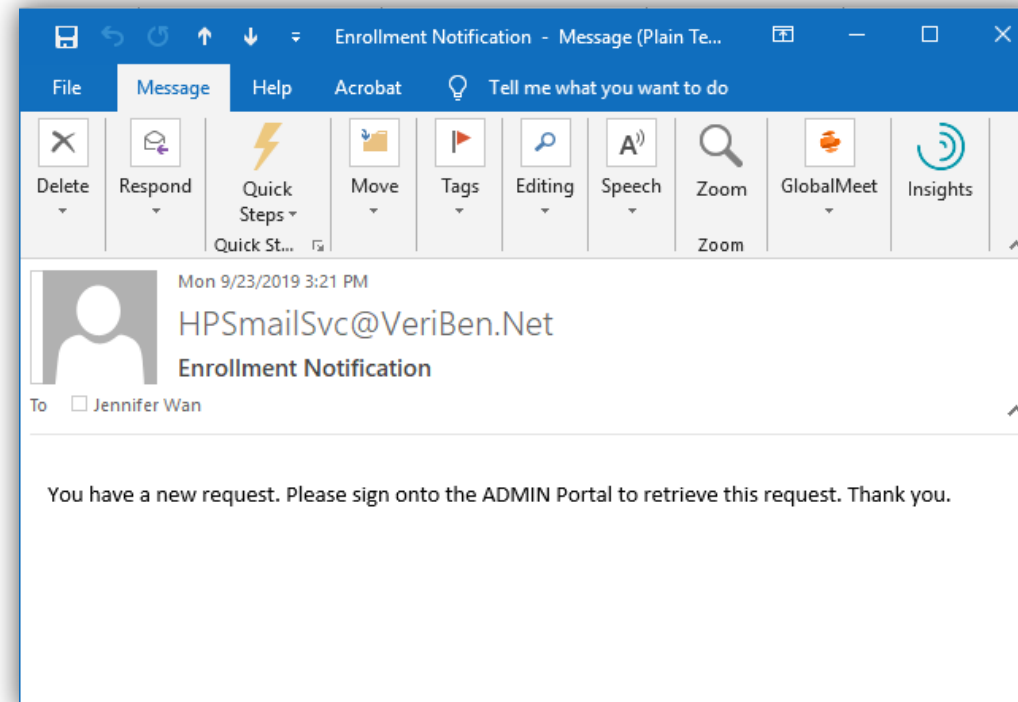 Enrollment Notification - Message (Plain Te...
File Message Help Acrobat Tell me what you want to do
Delete Respond Quick Steps Move Tags Editing Speech Zoom GlobalMeet Insights
Quick St... Zoom
Mon 9/23/2019 3:21 PM
HPSmailSvc@VeriBen.Net
Enrollment Notification
To Jennifer Wan
You have a new request. Please sign onto the ADMIN Portal to retrieve this request. Thank you.